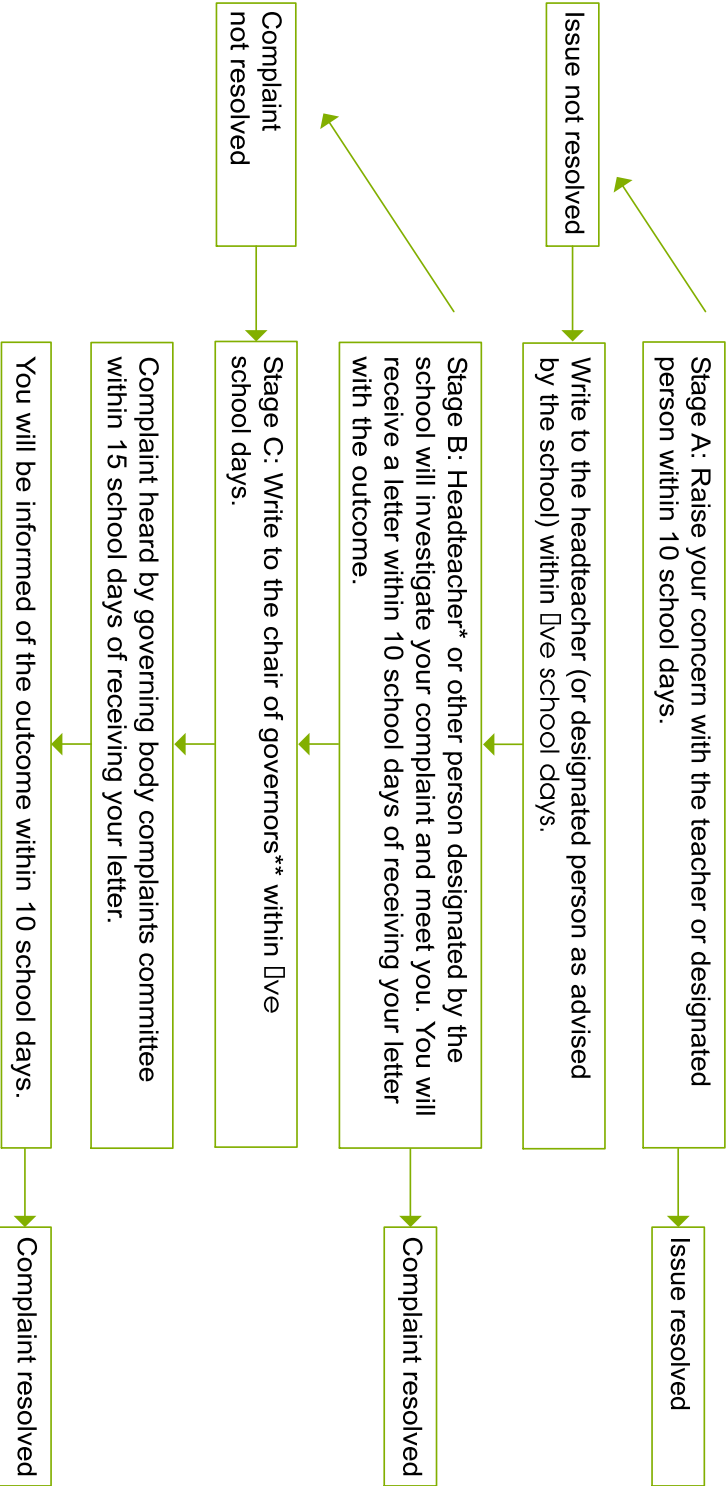 Stage A: Raise your concern with the teacher or designated
person within 10 school days.
Issue resolved
Issue not resolved
Write to the headteacher (or designated person as advised
by the school) within ▯ve school days.
Stage B: Headteacher* or other person designated by the
school will investigate your complaint and meet you. You will
receive a letter within 10 school days of receiving your letter
with the outcome.
Complaint resolved
Complaint
not resolved
Stage C: Write to the chair of governors** within ▯ve
school days.
Complaint heard by governing body complaints committee
within 15 school days of receiving your letter.
You will be informed of the outcome within 10 school days.
Complaint resolved